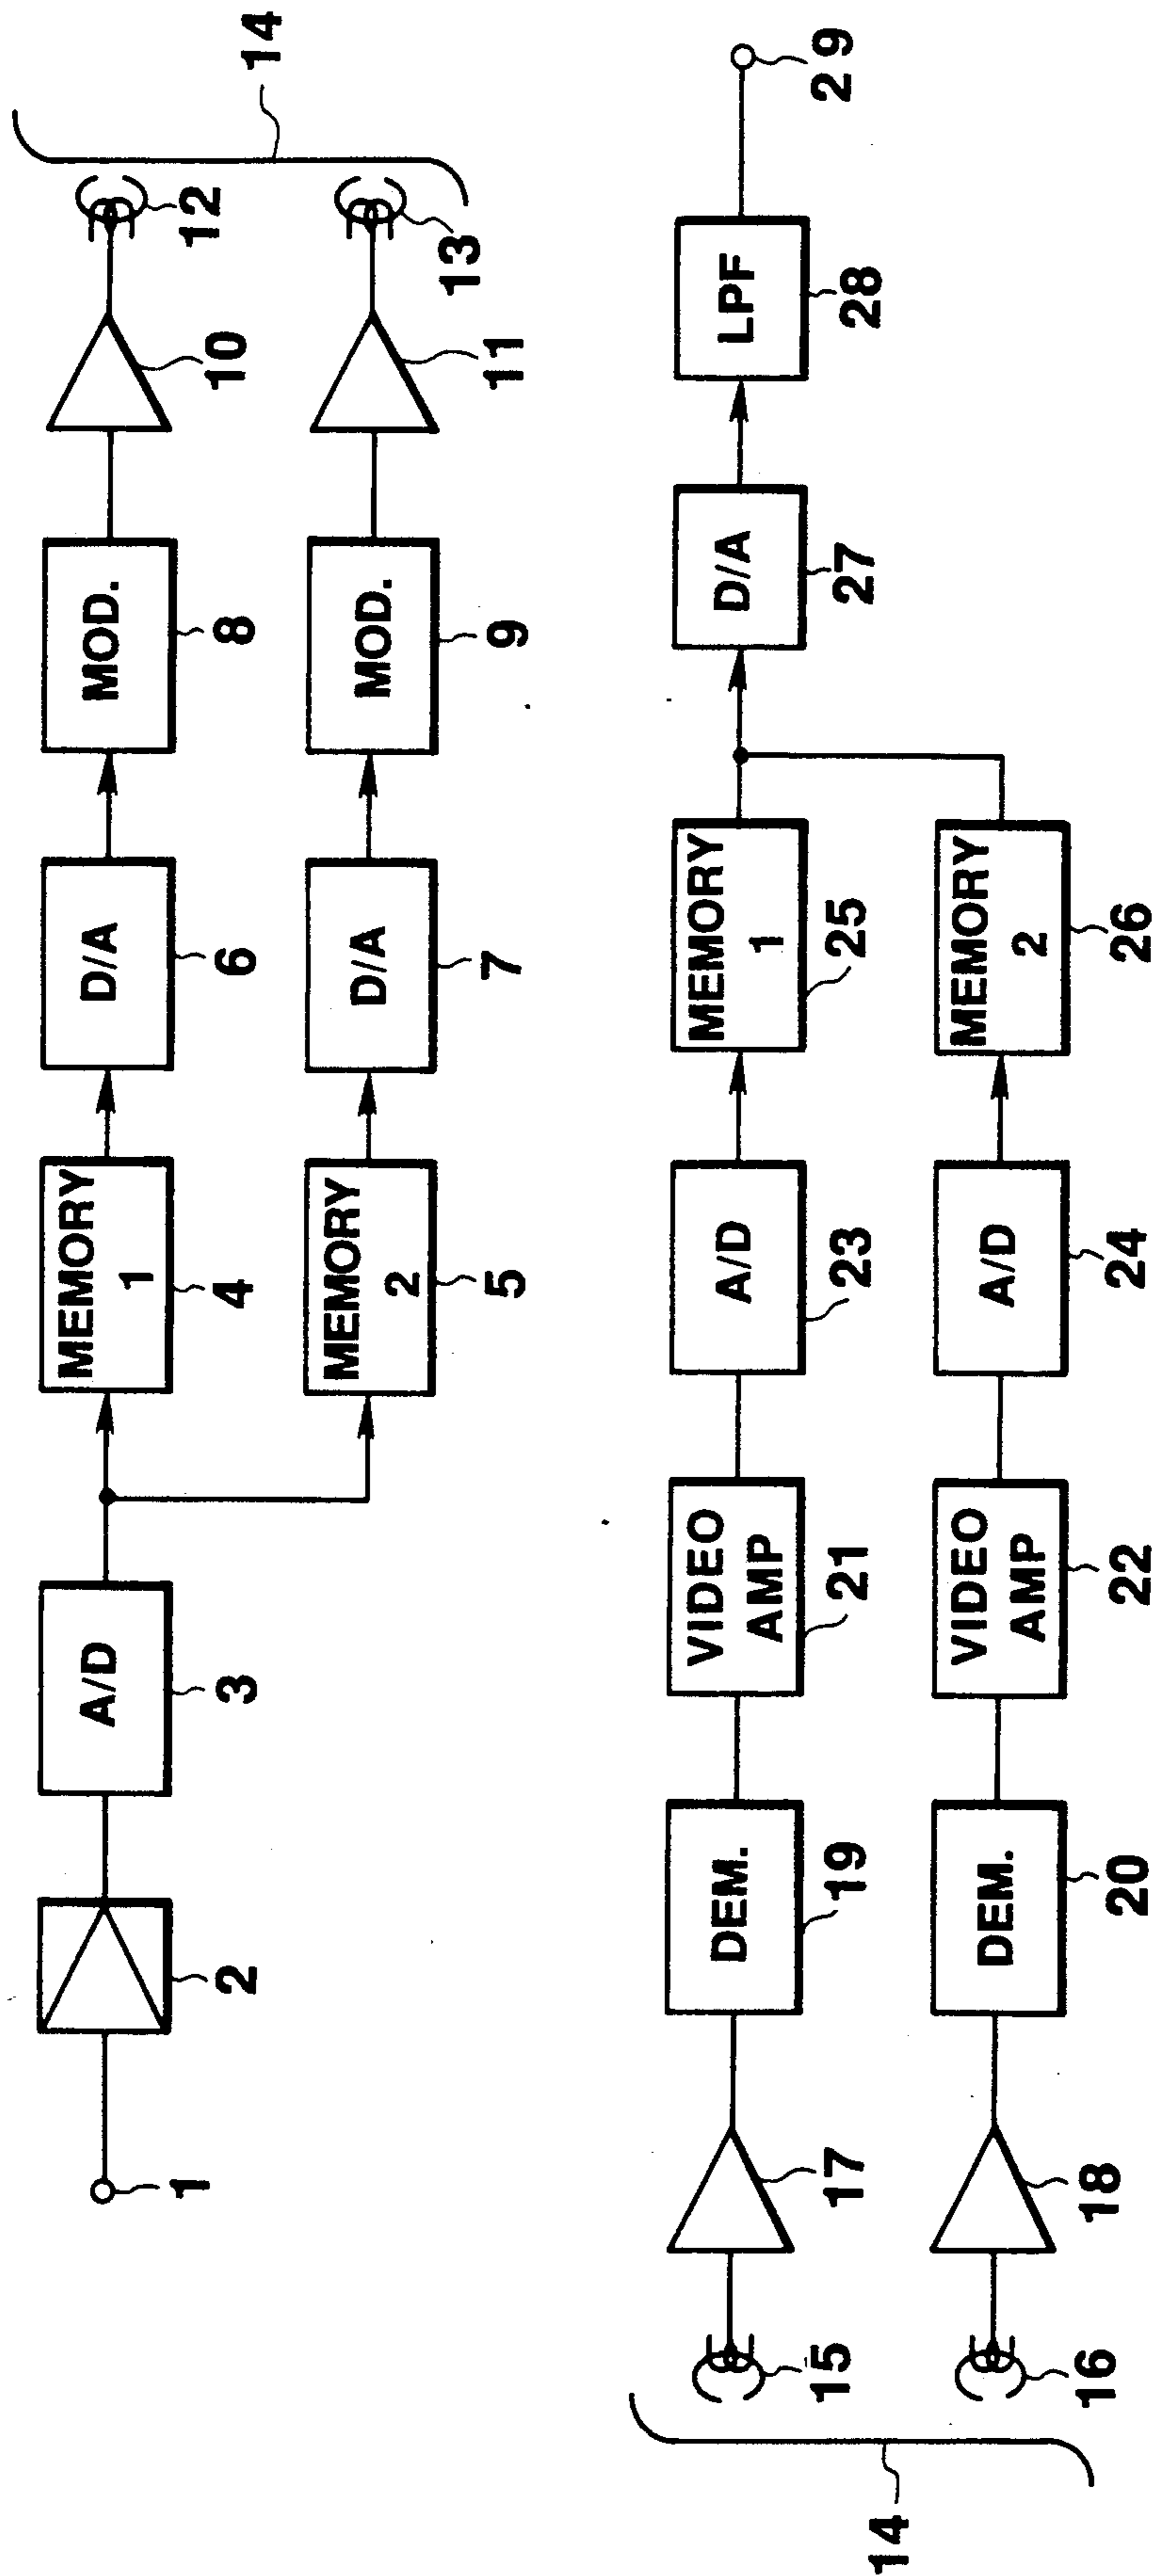 1
2
A/D
3
MEMORY
1
4
MEMORY
2
5
D/A
6
D/A
7
MOD.
8
MOD.
9
10
11
12
13
14
14
15
16
17
18
DEM.
19
DEM.
20
VIDEO
AMP
21
VIDEO
AMP
22
A/D
23
A/D
24
MEMORY
1
25
MEMORY
2
26
D/A
27
LPF
28
29